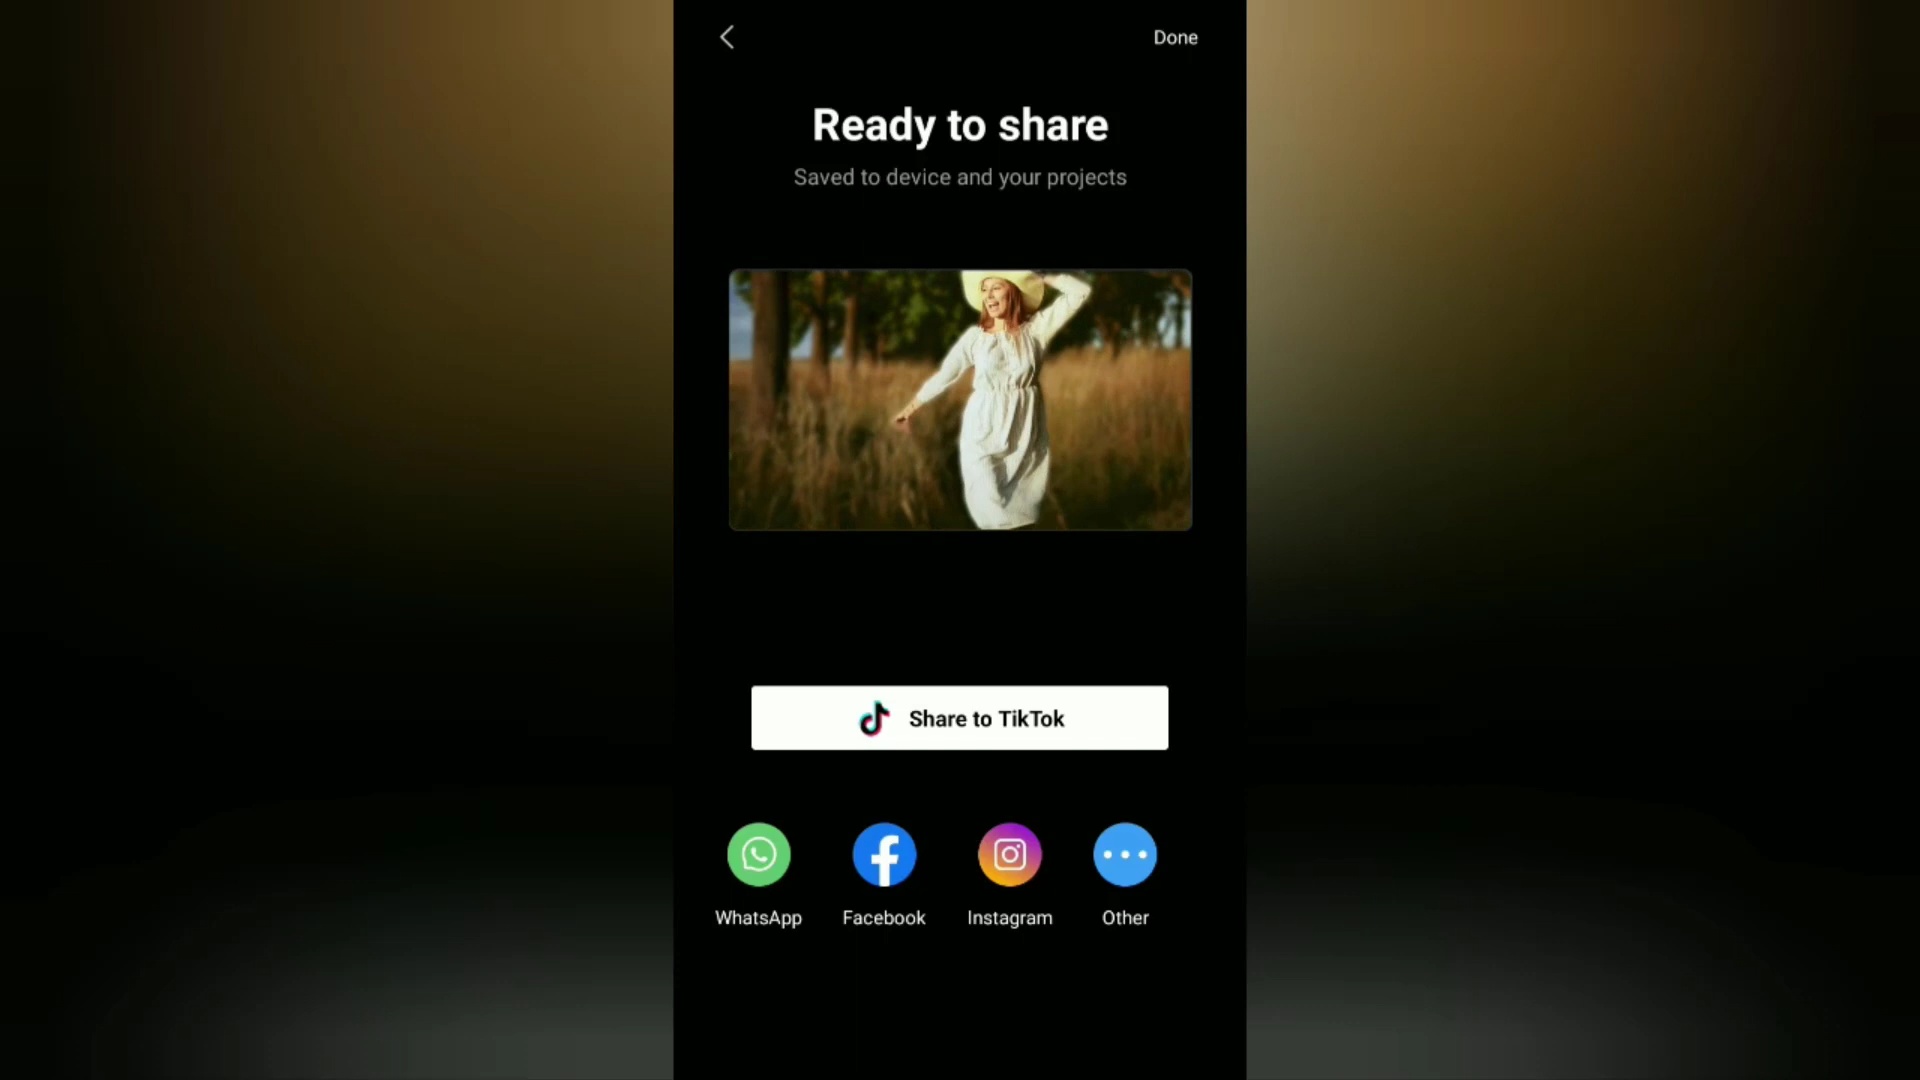 Done
Ready to share
Saved to device and your projects
Share to TikTok
WhatsApp Facebook Instagram Other